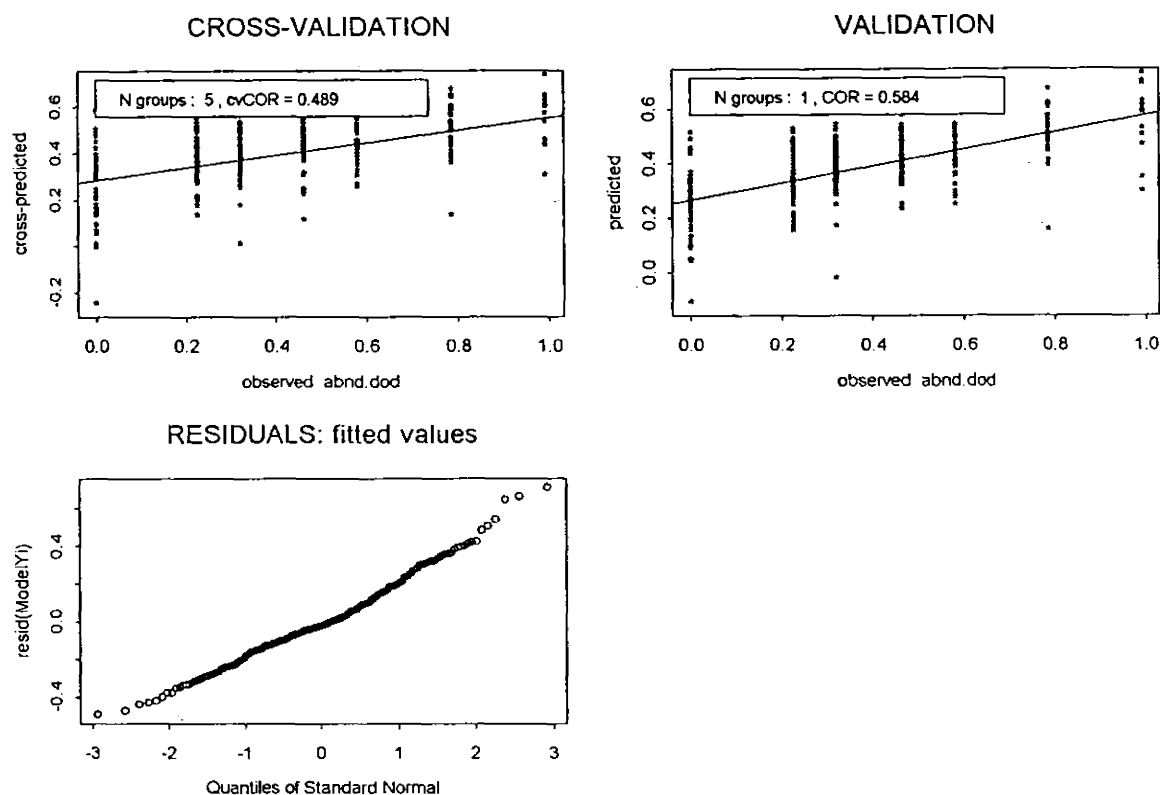 CROSS-VALIDATION
N groups : 5 , cvCOR = 0.489
cross-predicted
-0.2 0.2 0.4 0.6
0.0 0.2 0.4 0.6 0.8 1.0
observed abnd.dod
VALIDATION
N groups : 1 , COR = 0.584
predicted
0.0 0.2 0.4 0.6
0.0 0.2 0.4 0.6 0.8 1.0
observed abnd.dod
RESIDUALS: fitted values
resid(ModelYi)
-0.4 0.0 0.4
-3 -2 -1 0 1 2 3
Quantiles of Standard Normal